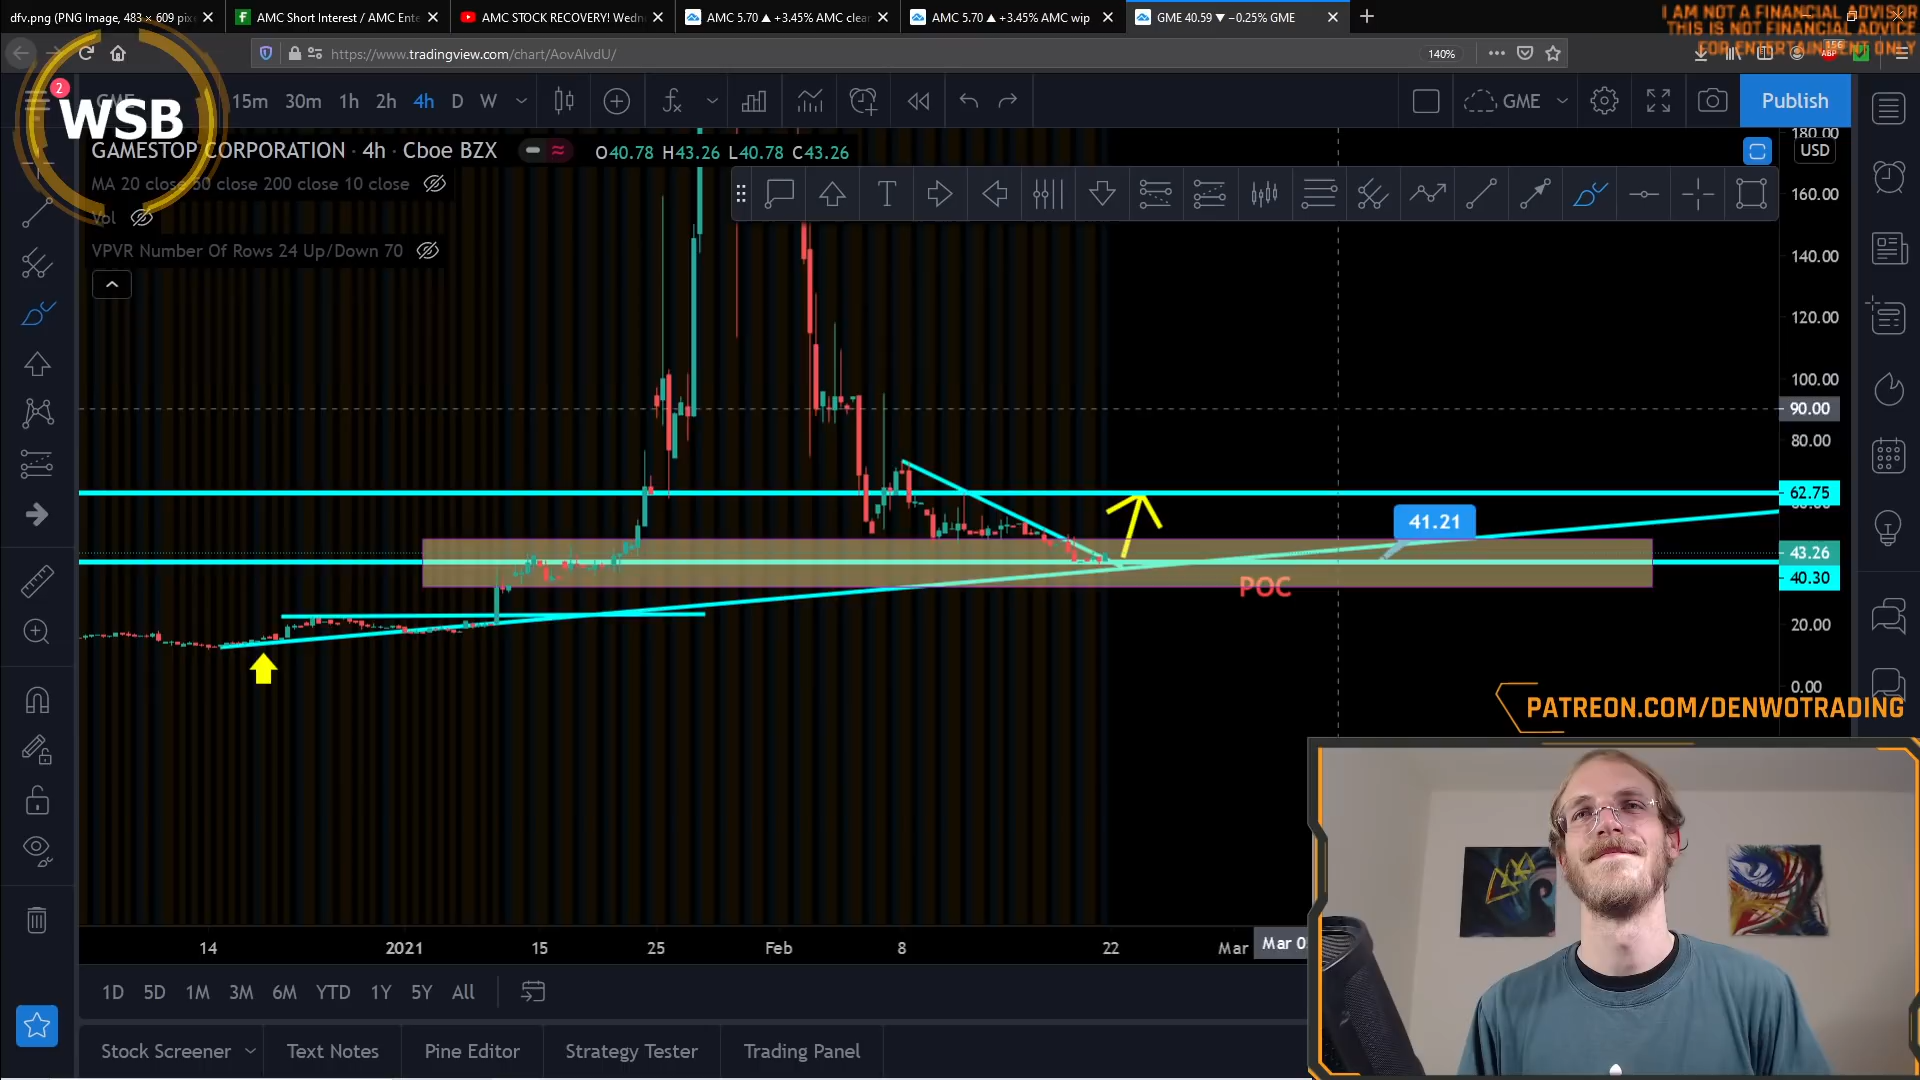 dfv.png (PNG Image, 483 × 609 pix
AMC Short Interest / AMC Ente
AMC STOCK RECOVERY! Wedn
AMC 5.70 ▲ +3.45% AMC clea
AMC 5.70 ▲ +3.45% AMC wip
GME 40.59 ▼ −0.25% GME
I AM NOT A FINANCIAL ADVISOR
THIS IS NOT FINANCIAL ADVICE
FOR ENTERTAINMENT ONLY
https://www.tradingview.com/chart/AovAlvdU/
140%
156
ABP
2
WSB
15m 30m 1h 2h 4h D W
GME
Publish
GAMESTOP CORPORATION · 4h · Cboe BZX
O40.78 H43.26 L40.78 C43.26
MA 20 close 50 close 200 close 10 close
Vol
VPVR Number Of Rows 24 Up/Down 70
T
180.00
USD
160.00
140.00
120.00
100.00
90.00
80.00
62.75
41.21
43.26
40.30
POC
20.00
0.00
PATREON.COM/DENWOTRADING
14 2021 15 25 Feb 8 22 Mar
1D 5D 1M 3M 6M YTD 1Y 5Y All
Stock Screener Text Notes Pine Editor Strategy Tester Trading Panel